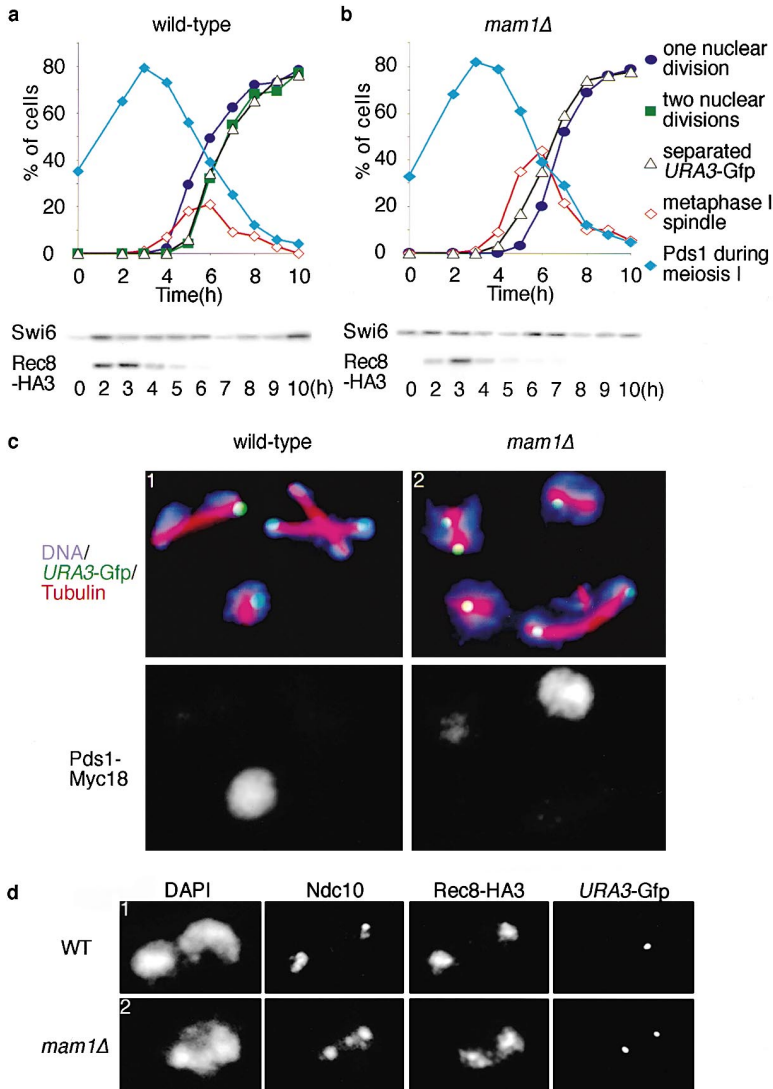 a
wild-type
b
mam1Δ
% of cells
80
60
40
20
0
0 2 4 6 8 10
Time(h)
% of cells
80
60
40
20
0
0 2 4 6 8 10
Time(h)
one nuclear
division
two nuclear
divisions
separated
URA3-Gfp
metaphase I
spindle
Pds1 during
meiosis I
Swi6
Rec8
-HA3
0 2 3 4 5 6 7 8 9 10(h)
Swi6
Rec8
-HA3
0 2 3 4 5 6 7 8 9 10(h)
c
wild-type
mam1Δ
1
2
DNA/
URA3-Gfp/
Tubulin
Pds1-
Myc18
d
DAPI
Ndc10
Rec8-HA3
URA3-Gfp
1
WT
2
mam1Δ